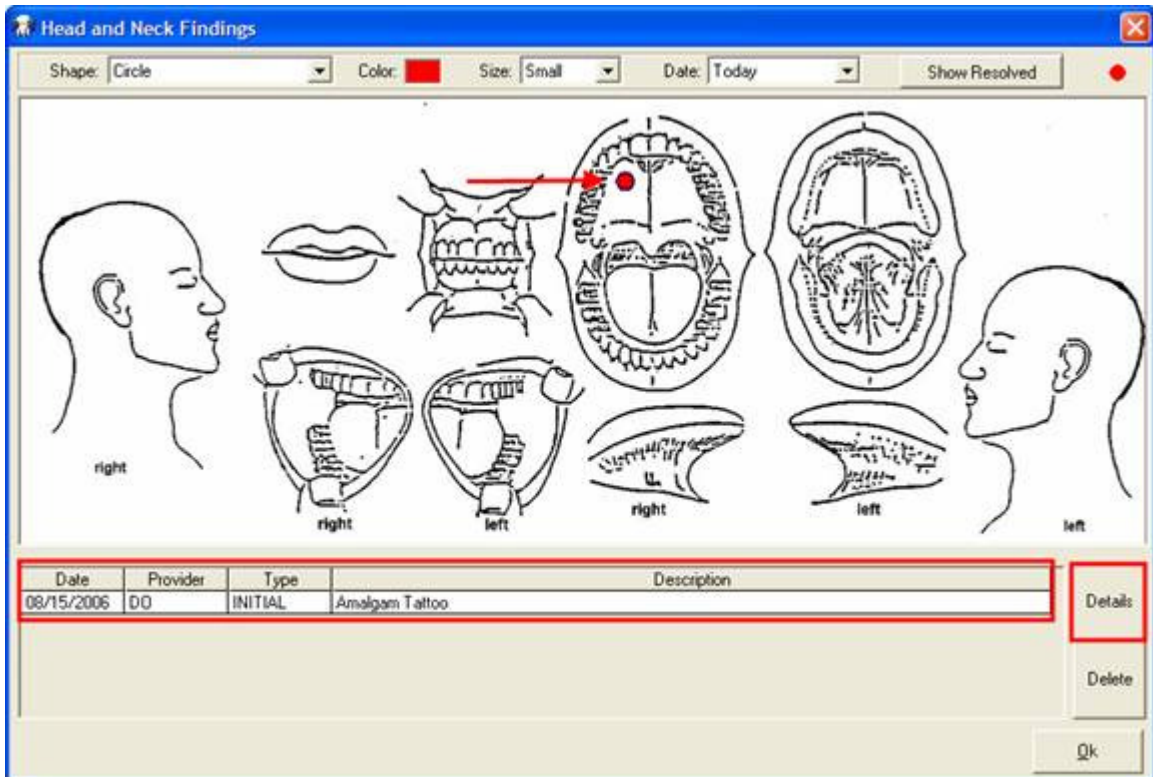 Head and Neck Findings
Shape: Circle Color: Size: Small Date: Today Show Resolved
right
right
left
right
left
left
Date Provider Type Description
08/15/2006 DO INITIAL Amalgam Tattoo
Details
Delete
Ok